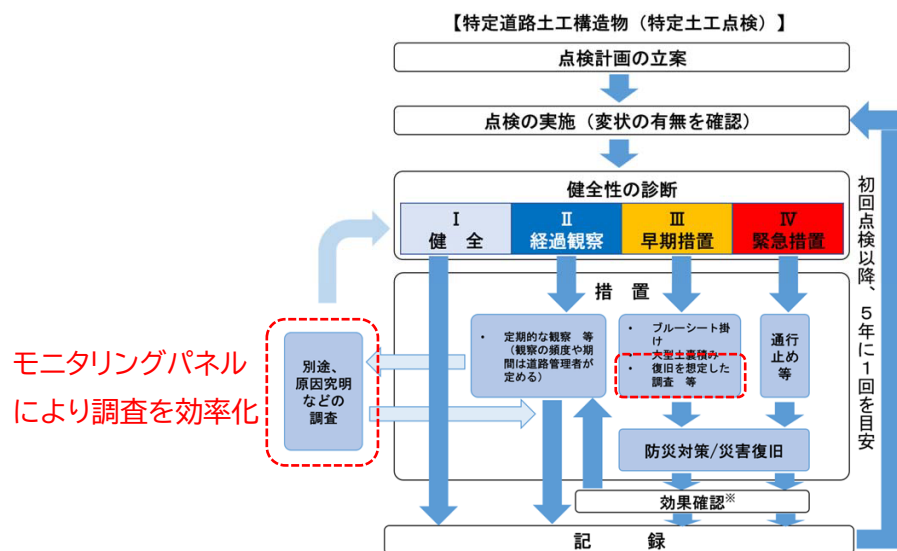 【特定道路土工構造物（特定土工点検）】
点検計画の立案
点検の実施（変状の有無を確認）
健全性の診断
Ⅰ
健　全
Ⅱ
経過観察
Ⅲ
早期措置
Ⅳ
緊急措置
初回点検以降、５年に１回を目安
措　置
・ 定期的な観察　等
（観察の頻度や期
間は道路管理者が
定める）
・ ブルーシート掛
け
・ 大型土嚢積み
・ 復旧を想定した
調査　等
通行
止め
等
モニタリングパネル
により調査を効率化
別途、
原因究明
などの
調査
防災対策/災害復旧
効果確認※
記　録